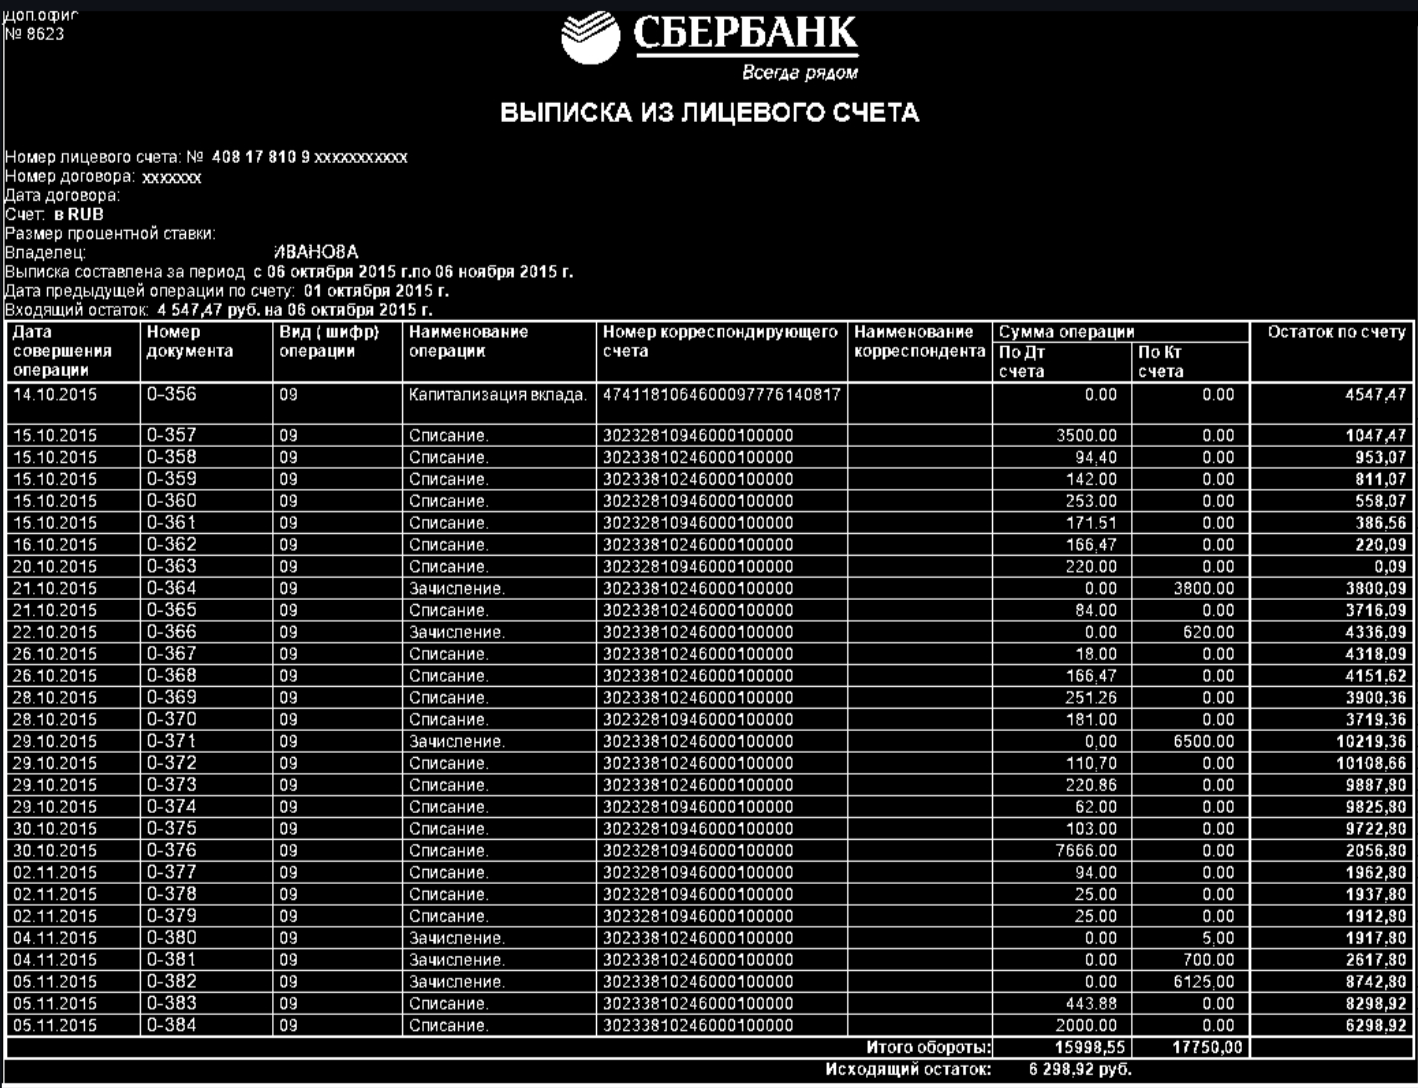 Доп.офис
№ 8623
СБЕРБАНК
Всегда рядом
ВЫПИСКА ИЗ ЛИЦЕВОГО СЧЕТА
Номер лицевого счета: № 408 17 810 9 xxxxxxxxxxx
Номер договора: xxxxxxx
Дата договора:
Счет: в RUB
Размер процентной ставки:
Владелец: ИВАНОВА
Выписка составлена за период с 06 октября 2015 г.по 06 ноября 2015 г.
Дата предыдущей операции по счету: 01 октября 2015 г.
Входящий остаток: 4 547,47 руб. на 06 октября 2015 г.
Дата совершения операции Номер документа Вид ( шифр) операции Наименование операции Номер корреспондирующего счета Наименование корреспондента Сумма операции По Дт счета По Кт счета Остаток по счету
14.10.2015 0-356 09 Капитализация вклада. 4741181064600097776140817 0.00 0.00 4547,47
15.10.2015 0-357 09 Списание. 30232810946000100000 3500.00 0.00 1047,47
15.10.2015 0-358 09 Списание. 30233810246000100000 94,40 0.00 953,07
15.10.2015 0-359 09 Списание. 30233810246000100000 142.00 0.00 811,07
15.10.2015 0-360 09 Списание. 30232810946000100000 253.00 0.00 558,07
15.10.2015 0-361 09 Списание. 30232810946000100000 171.51 0.00 386,56
16.10.2015 0-362 09 Списание. 30233810246000100000 166,47 0.00 220,09
20.10.2015 0-363 09 Списание. 30232810946000100000 220.00 0.00 0,09
21.10.2015 0-364 09 Зачисление. 30233810246000100000 0.00 3800.00 3800,09
21.10.2015 0-365 09 Списание. 30233810246000100000 84.00 0.00 3716,09
22.10.2015 0-366 09 Зачисление. 30233810246000100000 0.00 620.00 4336,09
26.10.2015 0-367 09 Списание. 30233810246000100000 18.00 0.00 4318,09
26.10.2015 0-368 09 Списание. 30233810246000100000 166,47 0.00 4151,62
28.10.2015 0-369 09 Списание. 30233810246000100000 251.26 0.00 3900,36
28.10.2015 0-370 09 Списание. 30232810946000100000 181.00 0.00 3719,36
29.10.2015 0-371 09 Зачисление. 30233810246000100000 0,00 6500.00 10219,36
29.10.2015 0-372 09 Списание. 30233810246000100000 110,70 0.00 10108,66
29.10.2015 0-373 09 Списание. 30233810246000100000 220.86 0.00 9887,80
29.10.2015 0-374 09 Списание. 30232810946000100000 62.00 0.00 9825,80
30.10.2015 0-375 09 Списание. 30232810946000100000 103.00 0.00 9722,80
30.10.2015 0-376 09 Списание. 30232810946000100000 7666.00 0.00 2056,80
02.11.2015 0-377 09 Списание. 30232810946000100000 94.00 0.00 1962,80
02.11.2015 0-378 09 Списание. 30232810946000100000 25.00 0.00 1937,80
02.11.2015 0-379 09 Списание. 30232810946000100000 25.00 0.00 1912,80
04.11.2015 0-380 09 Зачисление. 30233810246000100000 0.00 5,00 1917,80
04.11.2015 0-381 09 Зачисление. 30233810246000100000 0.00 700.00 2617,80
05.11.2015 0-382 09 Зачисление. 30233810246000100000 0.00 6125,00 8742,80
05.11.2015 0-383 09 Списание. 30233810246000100000 443.88 0.00 8298,92
05.11.2015 0-384 09 Списание. 30233810246000100000 2000.00 0.00 6298,92
Итого обороты: 15998,55 17750,00
Исходящий остаток: 6 298,92 руб.